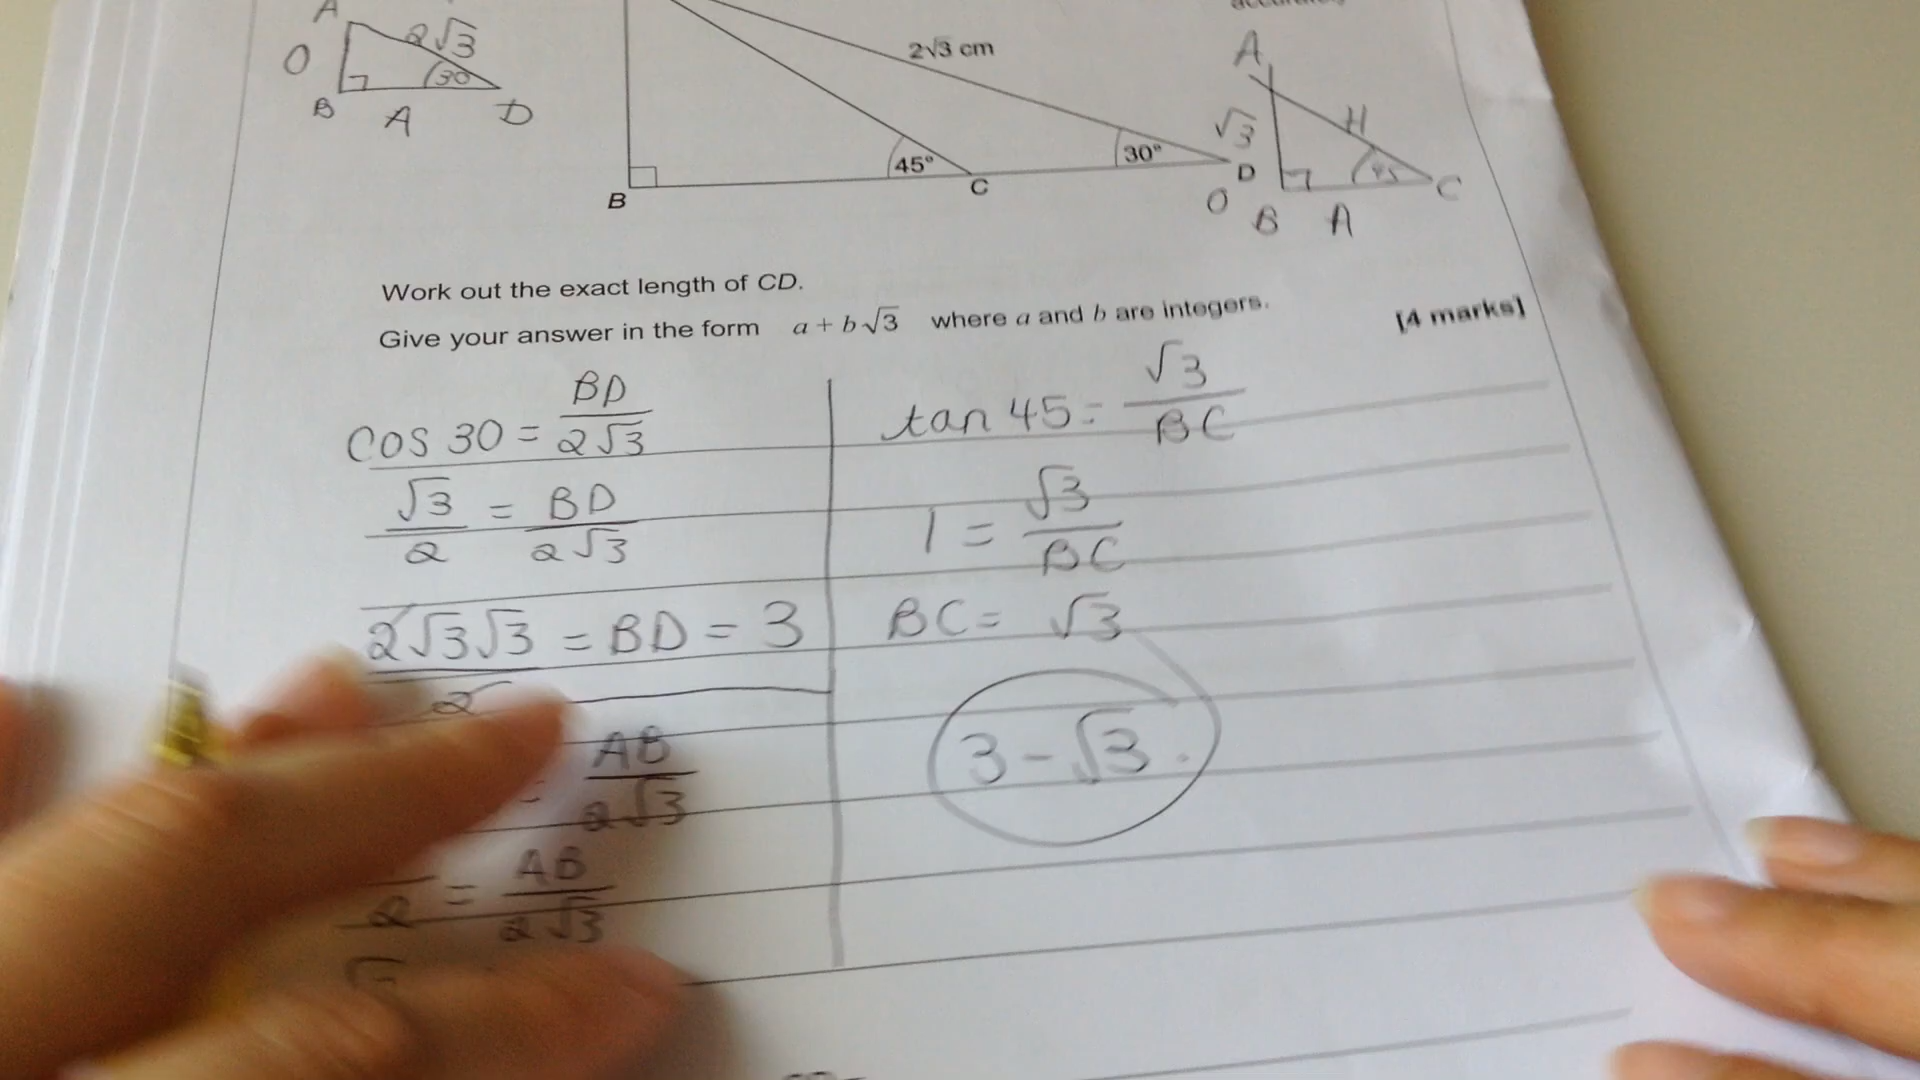 A
2√3
O
30
B
A
D
2√3 cm
45°
30°
B
C
D
A
√3
H
45
O
B
A
C
Work out the exact length of CD.
Give your answer in the form a + b√3 where a and b are integers.
[4 marks]
cos 30 = BD / 2√3
√3 / 2 = BD / 2√3
2√3√3 / 2 = BD = 3
= AB / 2√3
/ 2 = AB / 2√3
tan 45 = √3 / BC
1 = √3 / BC
BC = √3
3 - √3